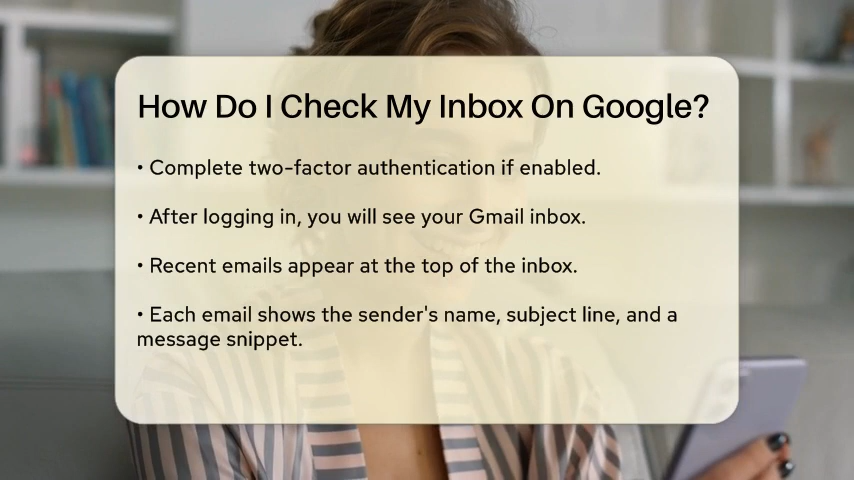 How Do I Check My Inbox On Google?
• Complete two-factor authentication if enabled.
• After logging in, you will see your Gmail inbox.
• Recent emails appear at the top of the inbox.
• Each email shows the sender's name, subject line, and a
message snippet.